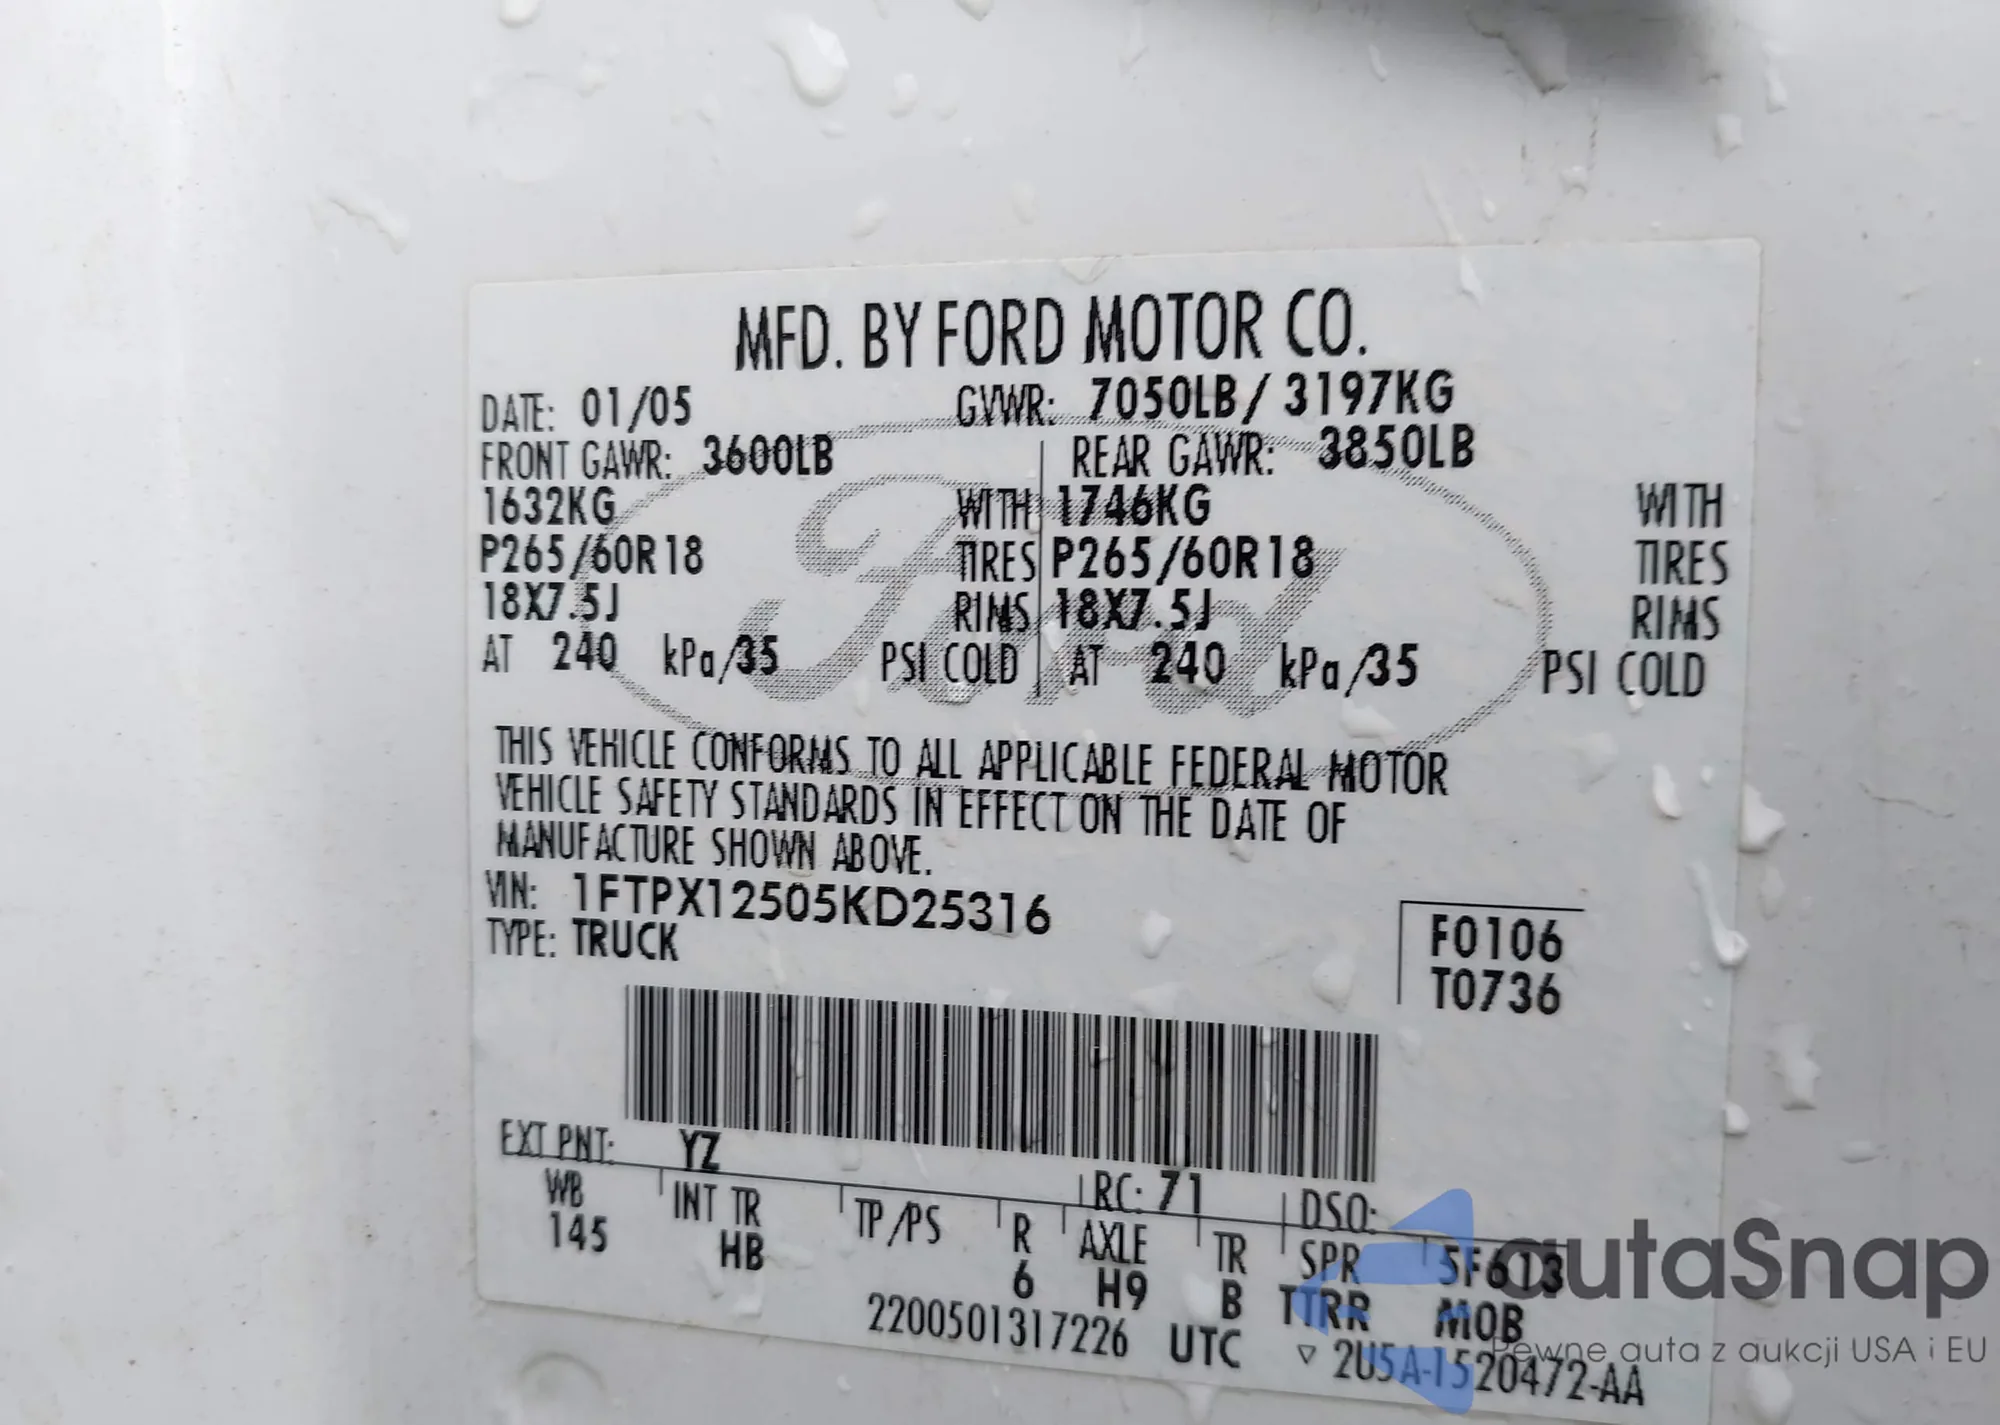 MFD. BY FORD MOTOR CO.
DATE: 01/05 GVWR: 7050LB / 3197KG
FRONT GAWR: 3600LB REAR GAWR: 3850LB
1632KG WITH 1746KG WITH
P265/60R18 TIRES P265/60R18 TIRES
18X7.5J RIMS 18X7.5J RIMS
AT 240 kPa/35 PSI COLD AT 240 kPa/35 PSI COLD
Ford
THIS VEHICLE CONFORMS TO ALL APPLICABLE FEDERAL MOTOR
VEHICLE SAFETY STANDARDS IN EFFECT ON THE DATE OF
MANUFACTURE SHOWN ABOVE.
VIN: 1FTPX12505KD25316
TYPE: TRUCK
F0106
T0736
EXT PNT: YZ RC: 71 DSO:
WB INT TR TP/PS R AXLE TR SPR 5F613
145 HB 6 H9 B TTRR MOB
2200501317226 UTC ▽ 2U5A-1520472-AA
autaSnap
Pewne auta z aukcji USA i EU